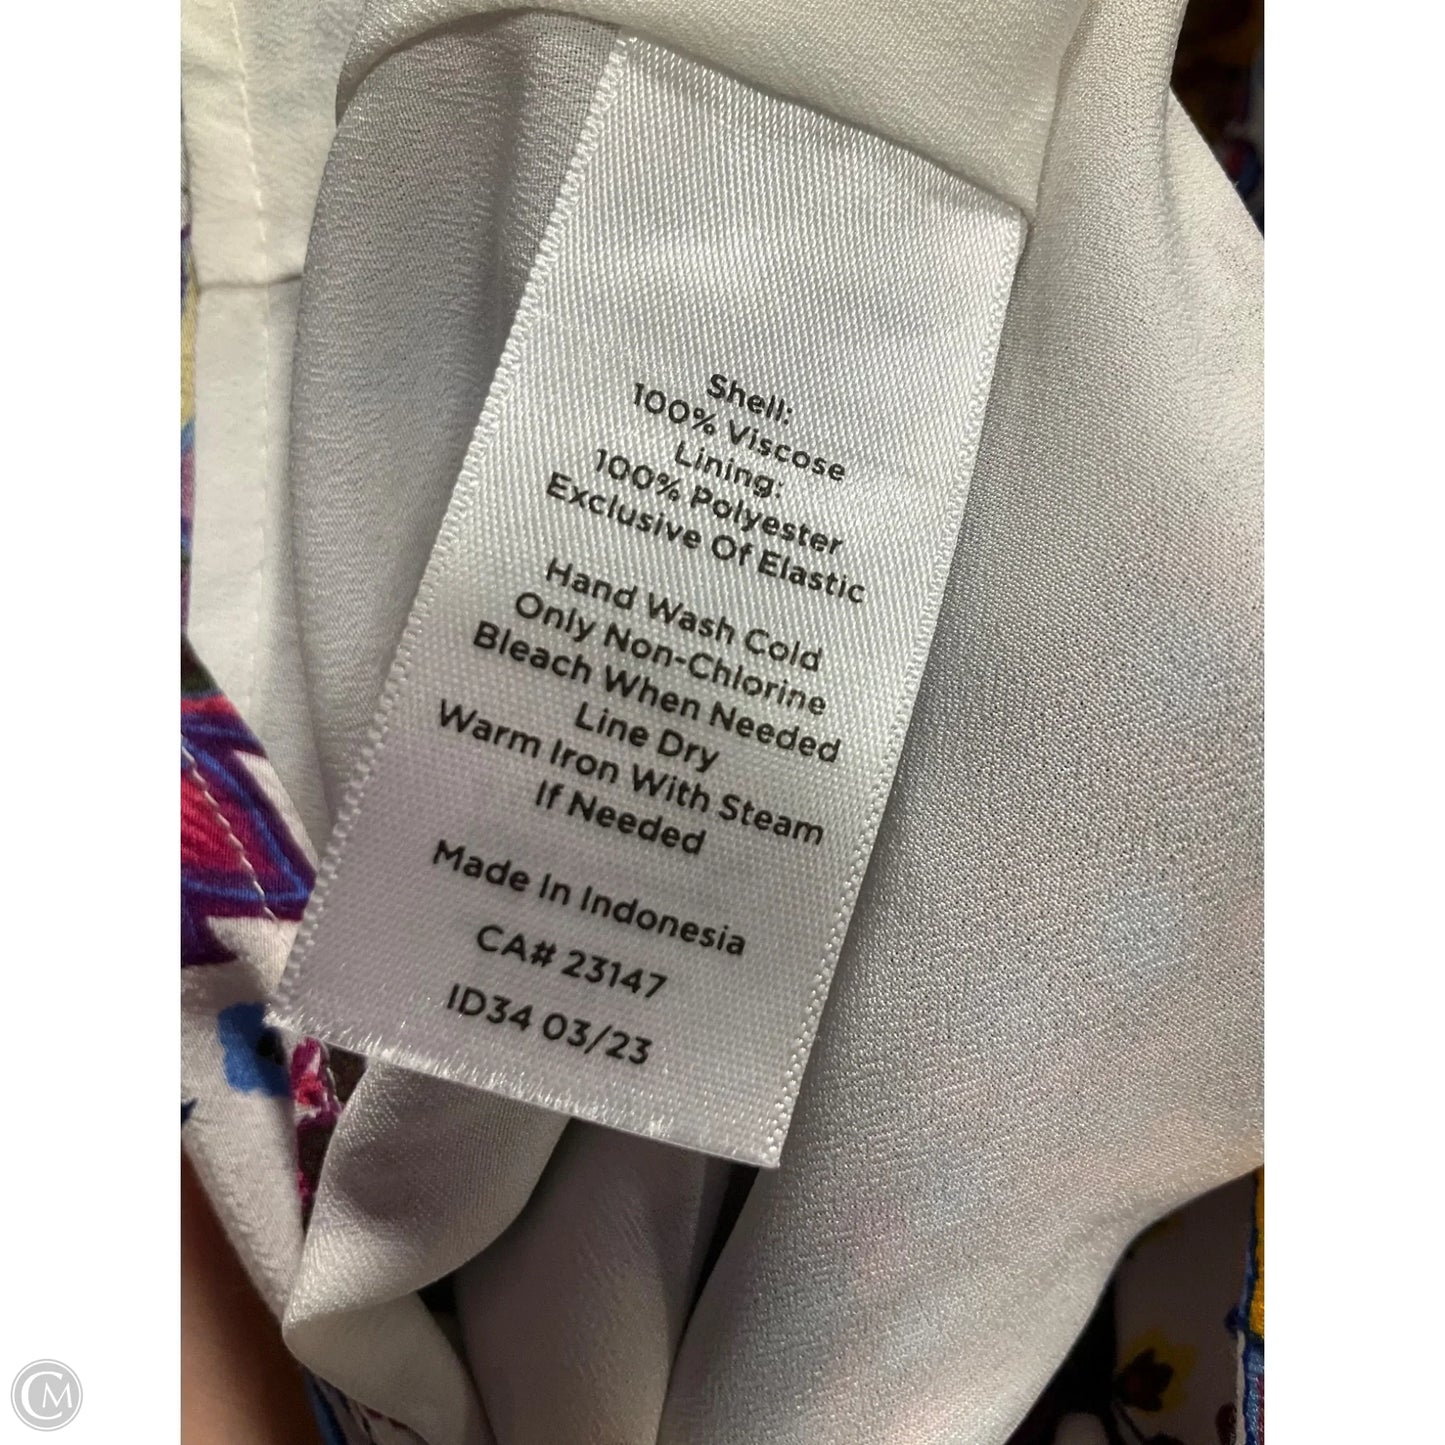 Shell:
100% Viscose
Lining:
100% Polyester
Exclusive Of Elastic
Hand Wash Cold
Only Non-Chlorine
Bleach When Needed
Line Dry
Warm Iron With Steam
If Needed
Made In Indonesia
CA# 23147
ID34 03/23
CM